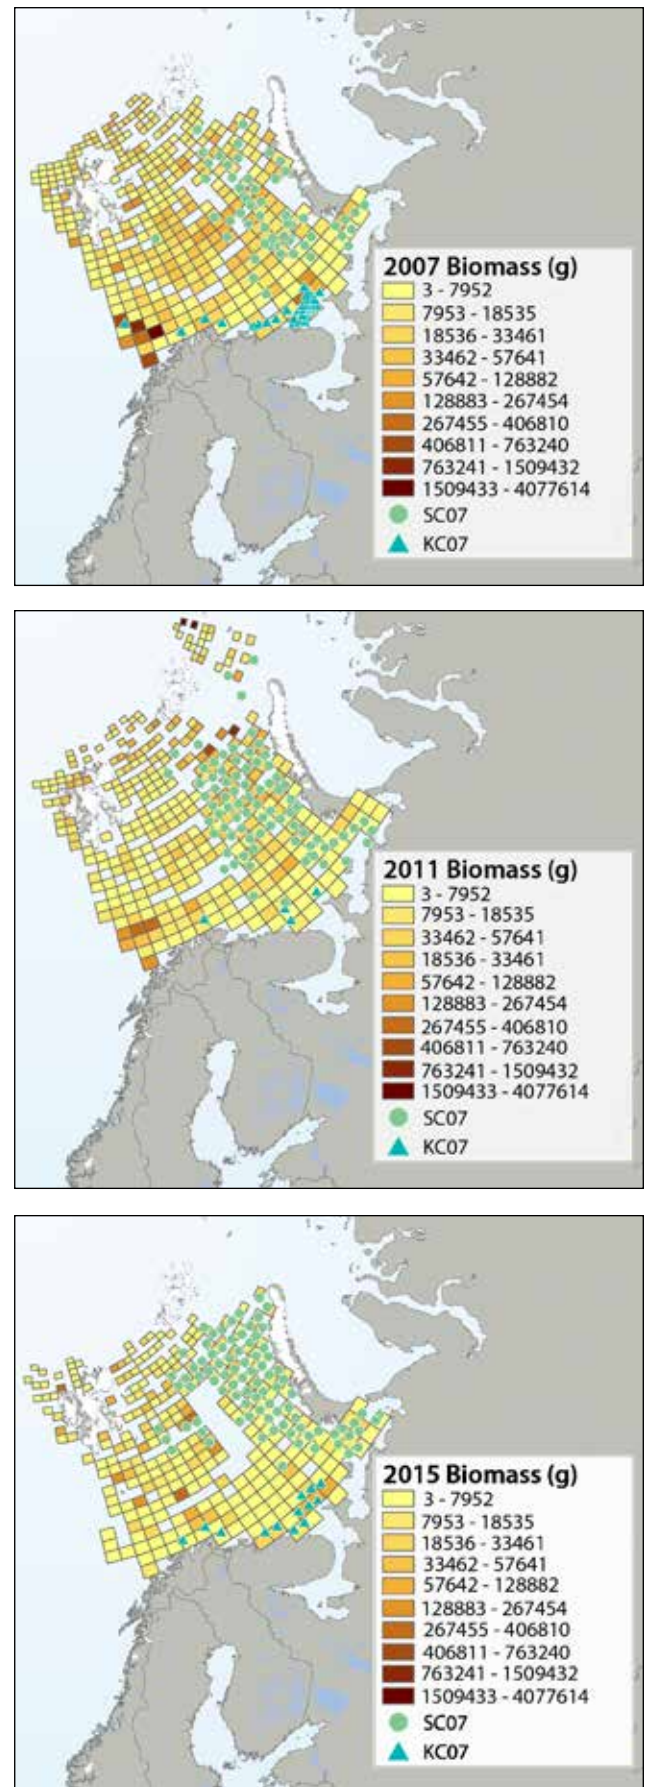 2007 Biomass (g)
3 - 7952
7953 - 18535
18536 - 33461
33462 - 57641
57642 - 128882
128883 - 267454
267455 - 406810
406811 - 763240
763241 - 1509432
1509433 - 4077614
SC07
KC07
2011 Biomass (g)
3 - 7952
7953 - 18535
33462 - 57641
18536 - 33461
57642 - 128882
128883 - 267454
267455 - 406810
406811 - 763240
763241 - 1509432
1509433 - 4077614
SC07
KC07
2015 Biomass (g)
3 - 7952
7953 - 18535
18536 - 33461
33462 - 57641
57642 - 128882
128883 - 267454
267455 - 406810
406811 - 763240
763241 - 1509432
1509433 - 4077614
SC07
KC07